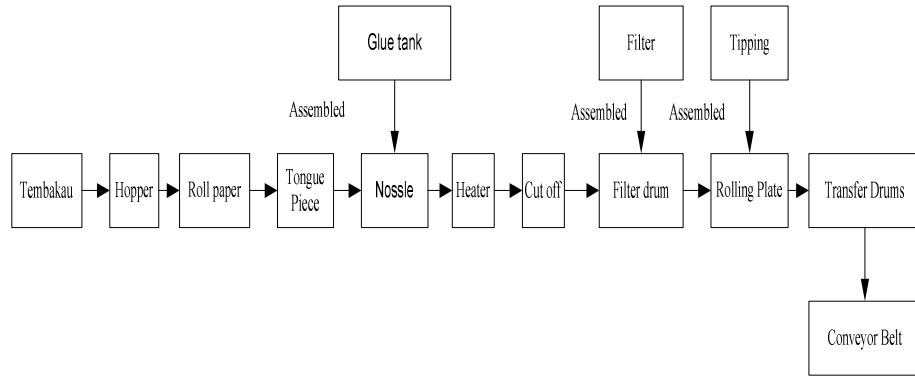 Glue tank
Filter
Tipping
Assembled
Assembled
Assembled
Tembakau
Hopper
Roll paper
Tongue
Piece
Nossle
Heater
Cut off
Filter drum
Rolling Plate
Transfer Drums
Conveyor Belt